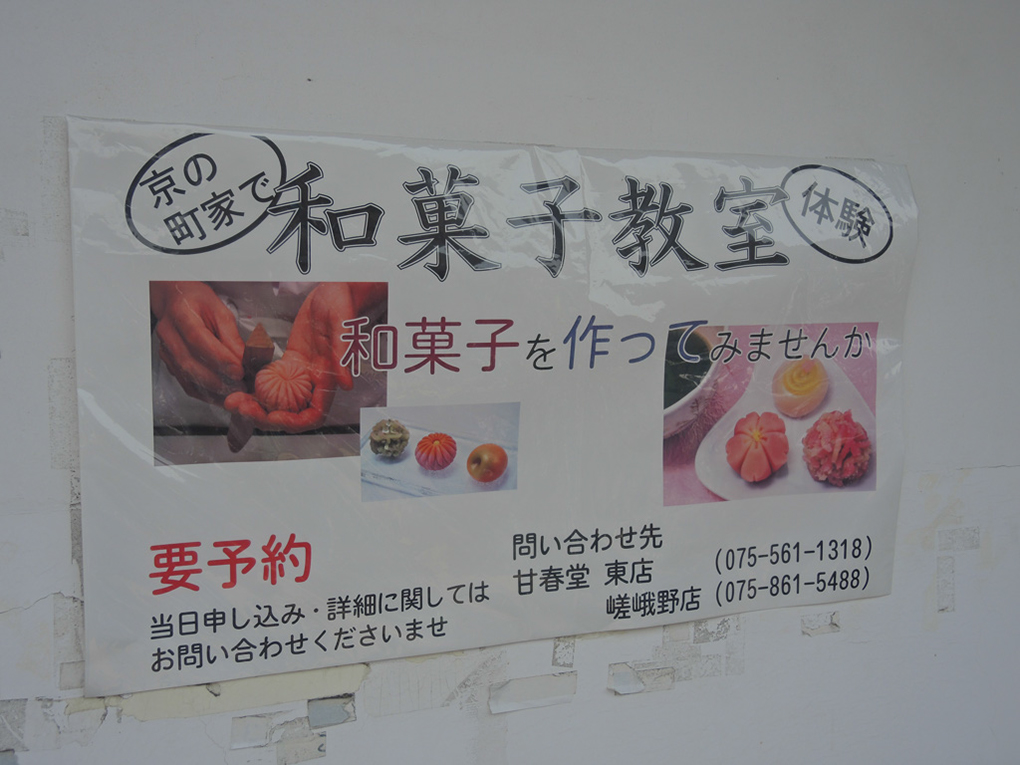 京の
町家で
和菓子教室
体験
和菓子を作ってみませんか
要予約
当日申し込み・詳細に関しては
お問い合わせくださいませ
問い合わせ先
甘春堂 東店 (075-561-1318)
嵯峨野店 (075-861-5488)